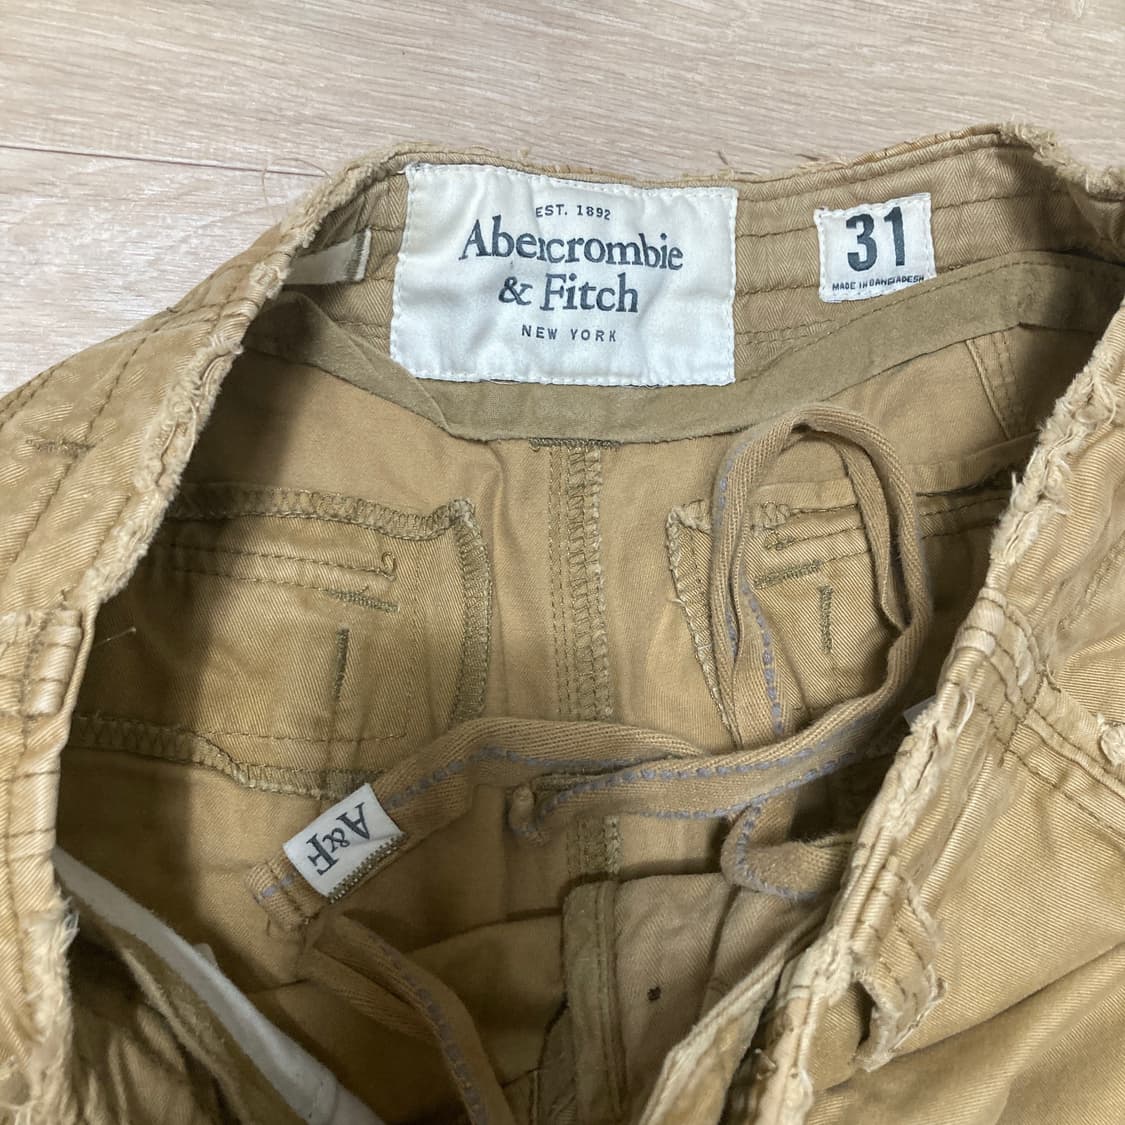 EST. 1892
Abercrombie
& Fitch
NEW YORK
31
MADE IN BANGLADESH
A&F